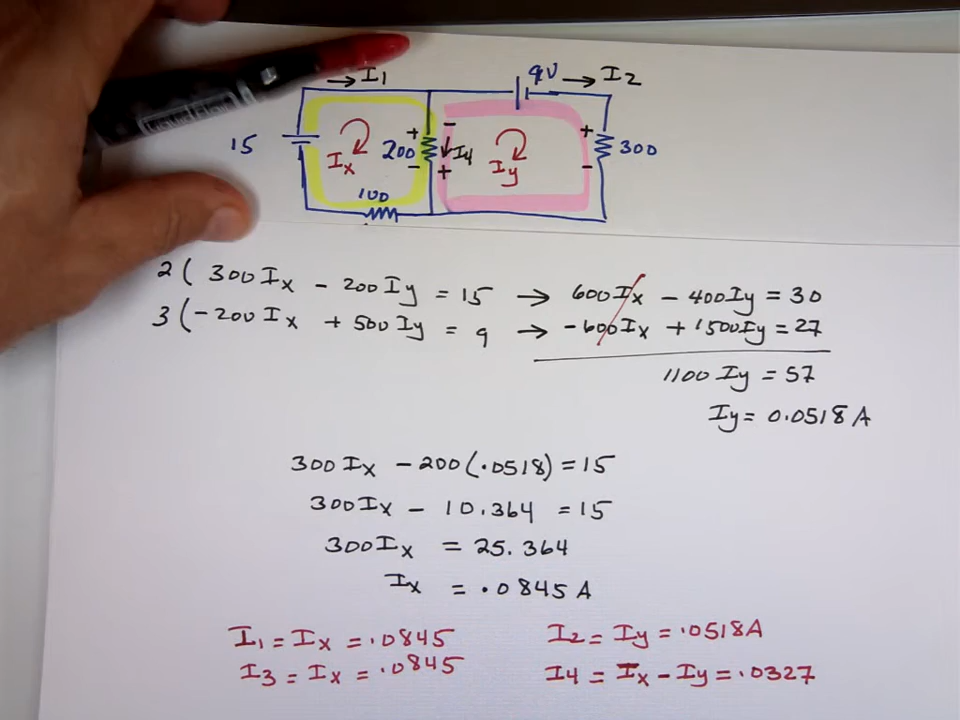 → I1 9V → I2
15 Ix 200 + - - I4 + Iy + - 300
100
2( 300Ix - 200Iy = 15 → 600Ix - 400Iy = 30
3( -200Ix + 500Iy = 9 → -600Ix + 1500Iy = 27
1100 Iy = 57
Iy = 0.0518 A
300Ix - 200(.0518) = 15
300Ix - 10.364 = 15
300Ix = 25.364
Ix = .0845 A
I1 = Ix = .0845 I2 = Iy = .0518A
I3 = Ix = .0845 I4 = Ix - Iy = .0327